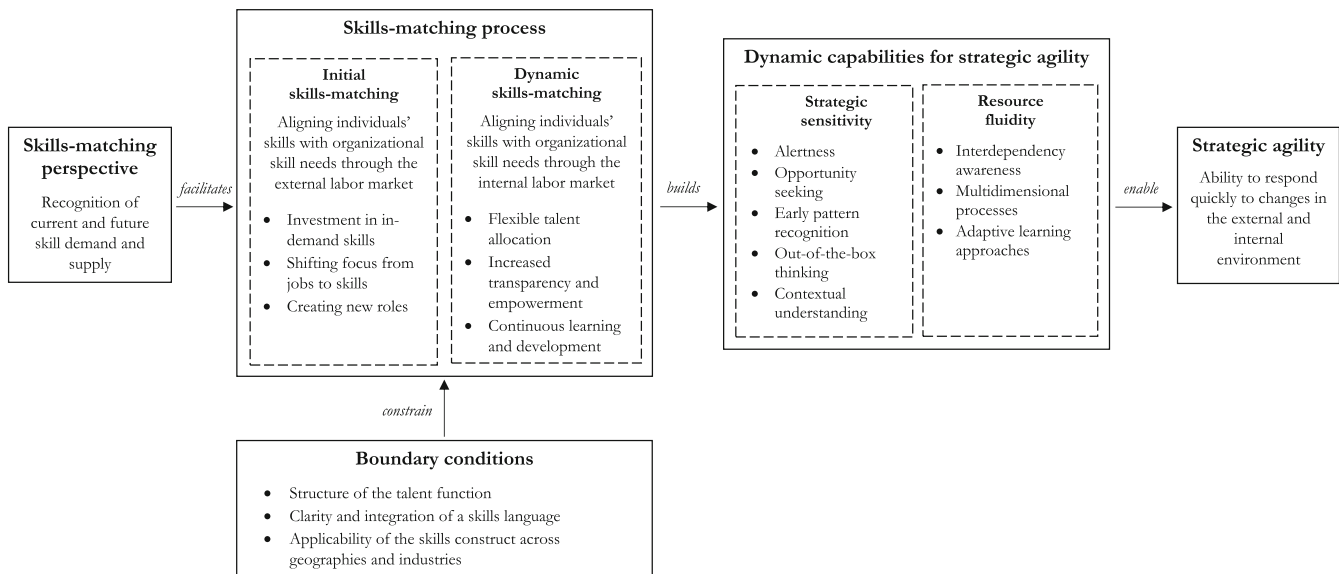 Skills-matching
perspective
Recognition of
current and future
skill demand and
supply
facilitates
Skills-matching process
Initial
skills-matching
Aligning individuals’
skills with organizational
skill needs through the
external labor market
• Investment in in-
demand skills
• Shifting focus from
jobs to skills
• Creating new roles
Dynamic
skills-matching
Aligning individuals’
skills with organizational
skill needs through the
internal labor market
• Flexible talent
allocation
• Increased
transparency and
empowerment
• Continuous learning
and development
builds
Dynamic capabilities for strategic agility
Strategic
sensitivity
• Alertness
• Opportunity
seeking
• Early pattern
recognition
• Out-of-the-box
thinking
• Contextual
understanding
Resource
fluidity
• Interdependency
awareness
• Multidimensional
processes
• Adaptive learning
approaches
enable
Strategic agility
Ability to respond
quickly to changes in
the external and
internal
environment
constrain
Boundary conditions
• Structure of the talent function
• Clarity and integration of a skills language
• Applicability of the skills construct across
geographies and industries